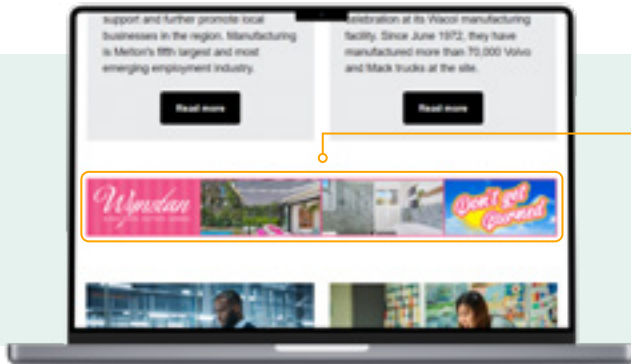 support and further promote local
businesses in the region. Manufacturing
is Melton's fifth largest and most
emerging employment industry.
Read more
celebration at its Wacol manufacturing
facility. Since June 1972, they have
manufactured more than 70,000 Volvo
and Mack trucks at the site.
Read more
Wynstan
Don't get
Burned